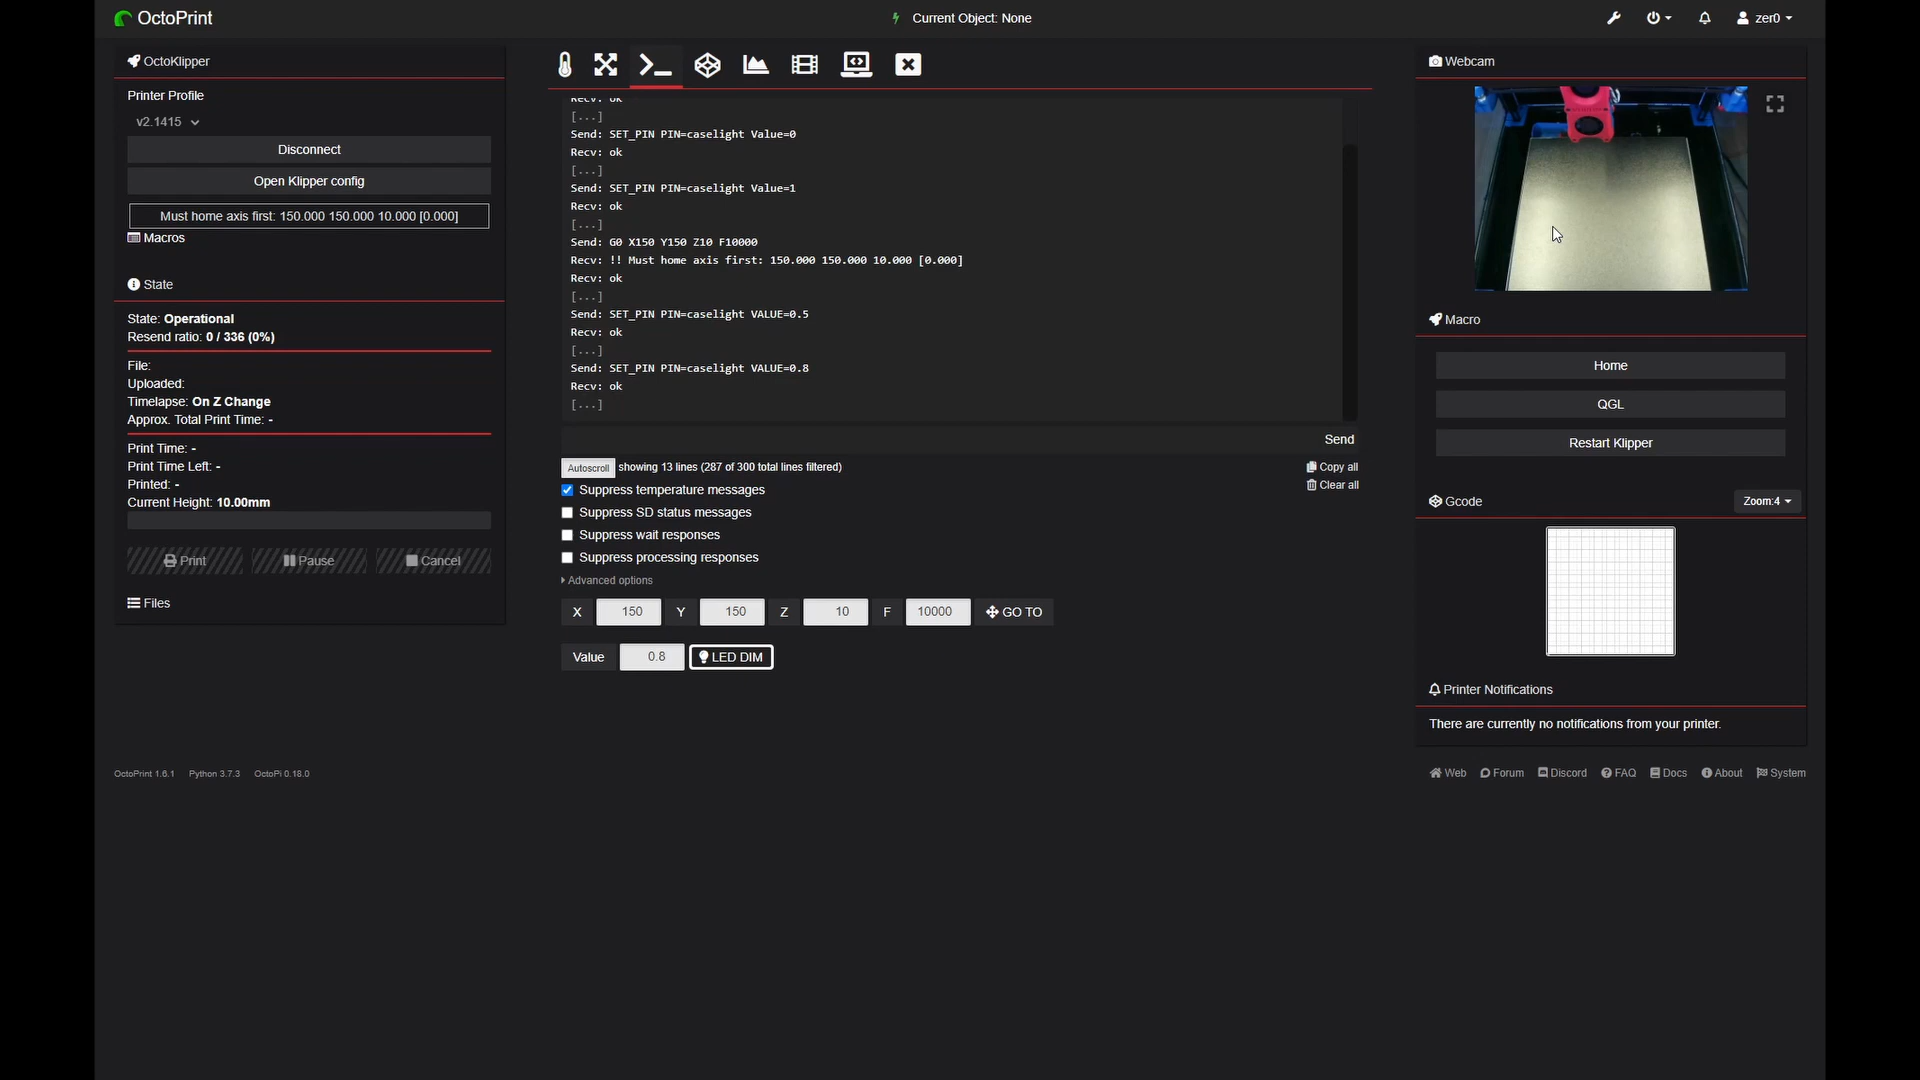 OctoPrint
Current Object: None
zer0
OctoKlipper
Printer Profile
v2.1415
Disconnect
Open Klipper config
Must home axis first: 150.000 150.000 10.000 [0.000]
Macros
State
State: Operational
Resend ratio: 0 / 336 (0%)
File:
Uploaded:
Timelapse: On Z Change
Approx. Total Print Time: -
Print Time: -
Print Time Left: -
Printed: -
Current Height: 10.00mm
Print
Pause
Cancel
Files
Recv: ok
[...]
Send: SET_PIN PIN=caselight Value=0
Recv: ok
[...]
Send: SET_PIN PIN=caselight Value=1
Recv: ok
[...]
Send: G0 X150 Y150 Z10 F10000
Recv: !! Must home axis first: 150.000 150.000 10.000 [0.000]
Recv: ok
[...]
Send: SET_PIN PIN=caselight VALUE=0.5
Recv: ok
[...]
Send: SET_PIN PIN=caselight VALUE=0.8
Recv: ok
[...]
Send
Autoscroll showing 13 lines (287 of 300 total lines filtered)
Copy all
Clear all
Suppress temperature messages
Suppress SD status messages
Suppress wait responses
Suppress processing responses
Advanced options
X 150 Y 150 Z 10 F 10000 GO TO
Value 0.8 LED DIM
Webcam
Macro
Home
QGL
Restart Klipper
Gcode
Zoom:4
Printer Notifications
There are currently no notifications from your printer.
OctoPrint 1.6.1 Python 3.7.3 OctoPi 0.18.0
Web Forum Discord FAQ Docs About System